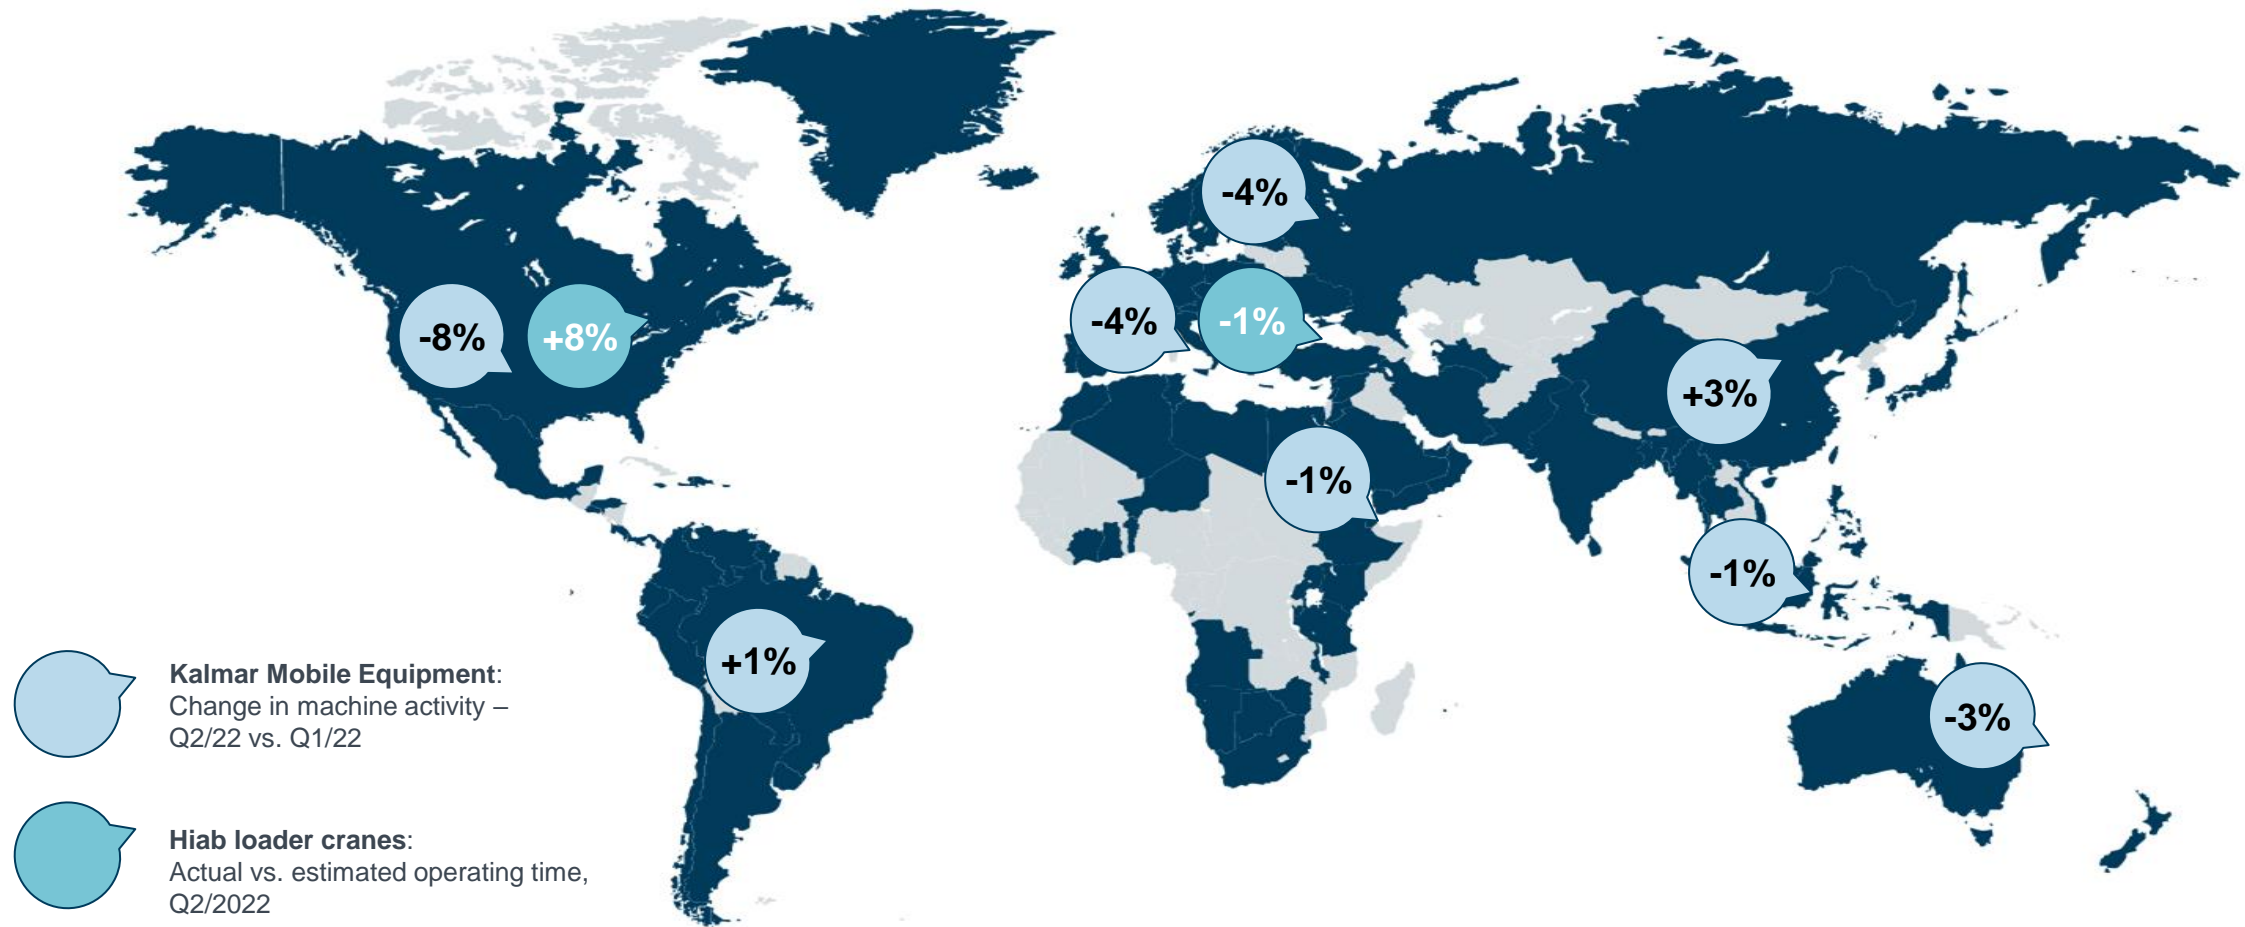 -4%
-8%
+8%
-4%
-1%
+3%
-1%
-1%
+1%
-3%
Kalmar Mobile Equipment:
Change in machine activity –
Q2/22 vs. Q1/22
Hiab loader cranes:
Actual vs. estimated operating time,
Q2/2022